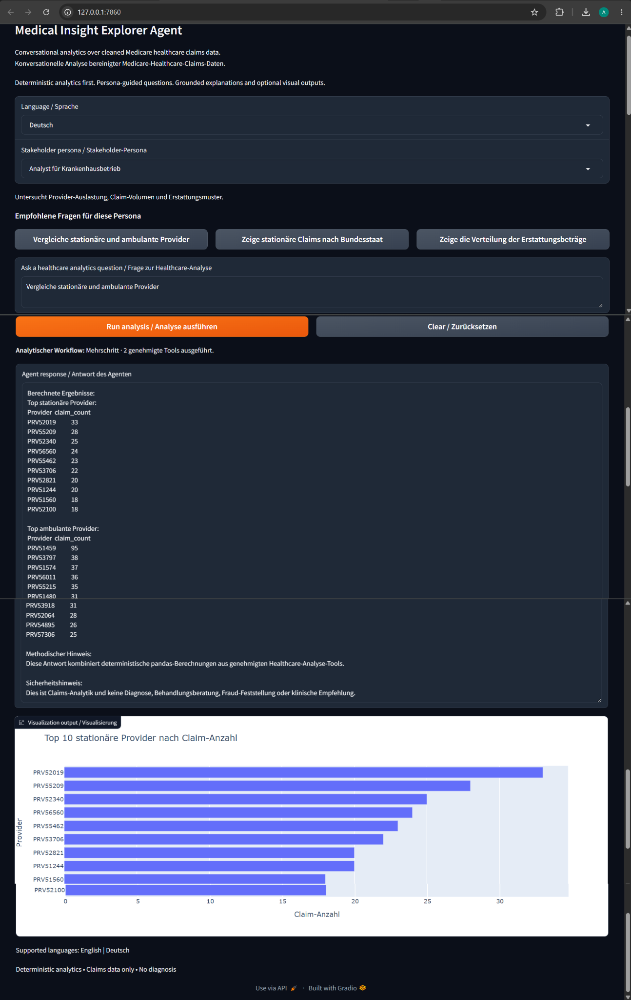 127.0.0.1:7860
A
Medical Insight Explorer Agent
Conversational analytics over cleaned Medicare healthcare claims data.
Konversationelle Analyse bereinigter Medicare-Healthcare-Claims-Daten.
Deterministic analytics first. Persona-guided questions. Grounded explanations and optional visual outputs.
Language / Sprache
Deutsch
Stakeholder persona / Stakeholder-Persona
Analyst für Krankenhausbetrieb
Untersucht Provider-Auslastung, Claim-Volumen und Erstattungsmuster.
Empfohlene Fragen für diese Persona
Vergleiche stationäre und ambulante Provider
Zeige stationäre Claims nach Bundesstaat
Zeige die Verteilung der Erstattungsbeträge
Ask a healthcare analytics question / Frage zur Healthcare-Analyse
Vergleiche stationäre und ambulante Provider
Run analysis / Analyse ausführen
Clear / Zurücksetzen
Analytischer Workflow: Mehrschritt · 2 genehmigte Tools ausgeführt.
Agent response / Antwort des Agenten
Berechnete Ergebnisse:
Top stationäre Provider:
Provider claim_count
PRV52019 33
PRV55209 28
PRV52340 25
PRV56560 24
PRV55462 23
PRV53706 22
PRV52821 20
PRV51244 20
PRV51560 18
PRV52100 18
Top ambulante Provider:
Provider claim_count
PRV51459 95
PRV53797 38
PRV51574 37
PRV56011 36
PRV55215 35
PRV51480 31
PRV53918 31
PRV52064 28
PRV54895 26
PRV57306 25
Methodischer Hinweis:
Diese Antwort kombiniert deterministische pandas-Berechnungen aus genehmigten Healthcare-Analyse-Tools.
Sicherheitshinweis:
Dies ist Claims-Analytik und keine Diagnose, Behandlungsberatung, Fraud-Feststellung oder klinische Empfehlung.
Visualization output / Visualisierung
Top 10 stationäre Provider nach Claim-Anzahl
Provider
PRV52019
PRV55209
PRV52340
PRV56560
PRV55462
PRV53706
PRV52821
PRV51244
PRV51560
PRV52100
0 5 10 15 20 25 30
Claim-Anzahl
Supported languages: English | Deutsch
Deterministic analytics • Claims data only • No diagnosis
Use via API · Built with Gradio